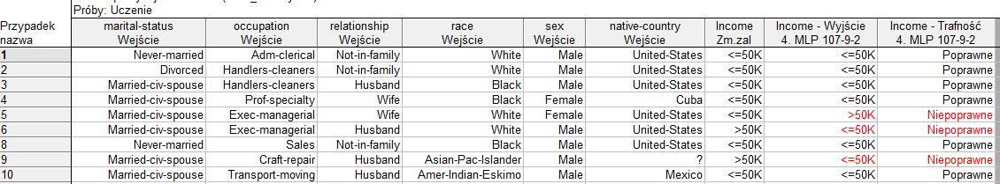 Próby: Uczenie
Przypadek nazwa marital-status Wejście occupation Wejście relationship Wejście race Wejście sex Wejście native-country Wejście Income Zm.zal Income - Wyjście 4. MLP 107-9-2 Income - Trafność 4. MLP 107-9-2
1 Never-married Adm-clerical Not-in-family White Male United-States <=50K <=50K Poprawne
2 Divorced Handlers-cleaners Not-in-family White Male United-States <=50K <=50K Poprawne
3 Married-civ-spouse Handlers-cleaners Husband Black Male United-States <=50K <=50K Poprawne
4 Married-civ-spouse Prof-specialty Wife Black Female Cuba <=50K <=50K Poprawne
5 Married-civ-spouse Exec-managerial Wife White Female United-States <=50K >50K Niepoprawne
6 Married-civ-spouse Exec-managerial Husband White Male United-States >50K <=50K Niepoprawne
8 Never-married Sales Not-in-family Black Male United-States <=50K <=50K Poprawne
9 Married-civ-spouse Craft-repair Husband Asian-Pac-Islander Male ? >50K <=50K Niepoprawne
10 Married-civ-spouse Transport-moving Husband Amer-Indian-Eskimo Male Mexico <=50K <=50K Poprawne